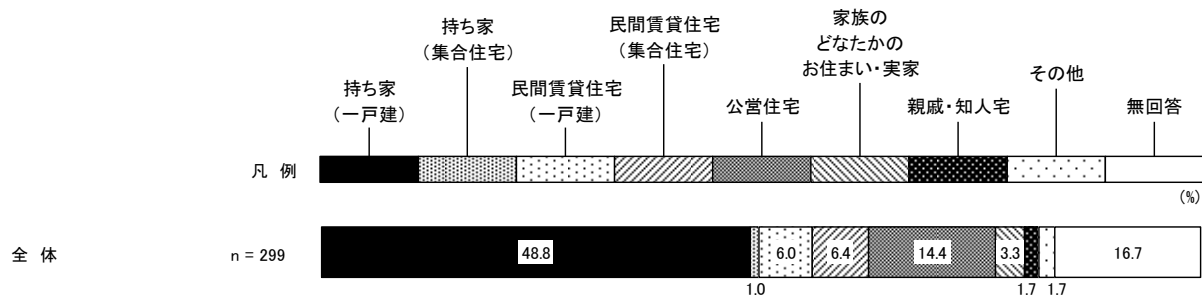 持ち家
（一戸建）
持ち家
（集合住宅）
民間賃貸住宅
（一戸建）
民間賃貸住宅
（集合住宅）
公営住宅
家族の
どなたかの
お住まい・実家
親戚・知人宅
その他
無回答
凡 例
(%)
全 体 n = 299 48.8 6.0 6.4 14.4 3.3 16.7
1.0 1.7 1.7